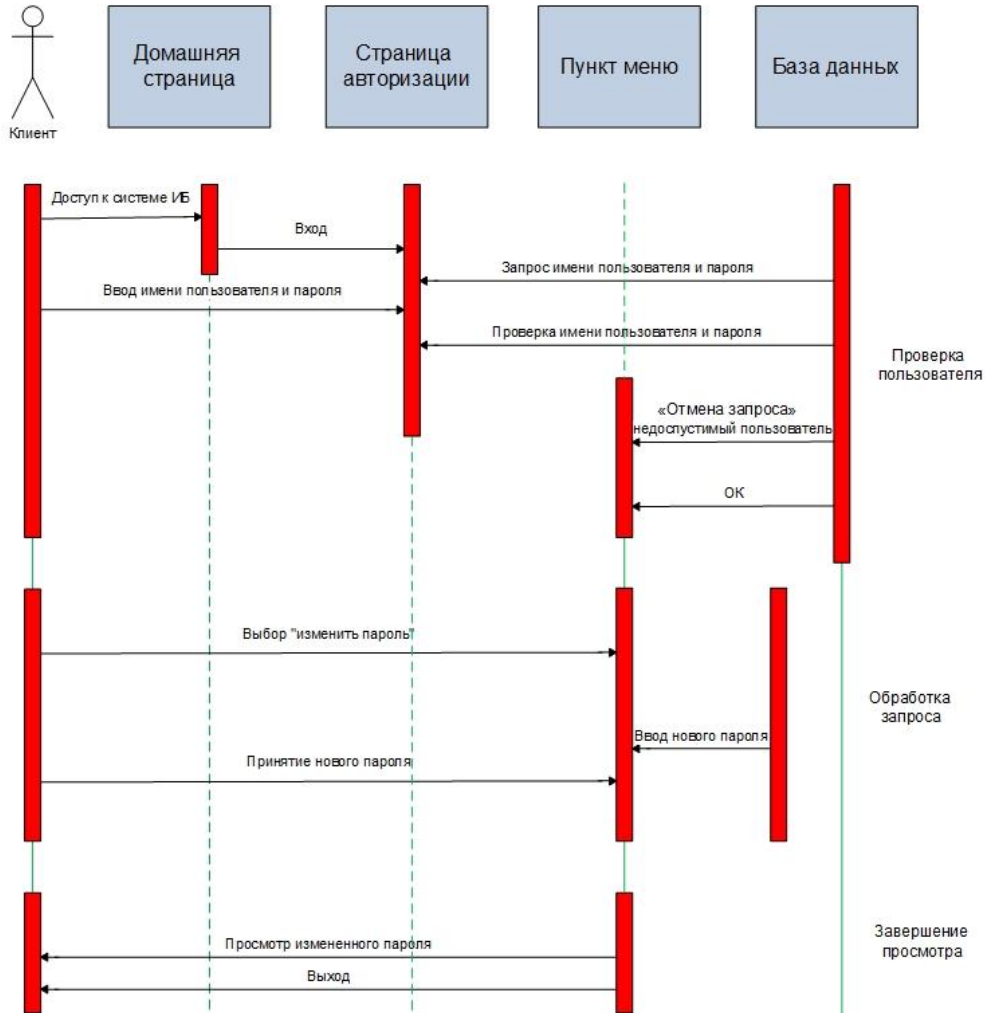 Клиент
Домашняя
страница
Страница
авторизации
Пункт меню
База данных
Доступ к системе ИБ
Вход
Запрос имени пользователя и пароля
Ввод имени пользователя и пароля
Проверка имени пользователя и пароля
Проверка
пользователя
«Отмена запроса»
недоспустимый пользователь
ОК
Выбор "изменить пароль"
Обработка
запроса
Ввод нового пароля
Принятие нового пароля
Завершение
просмотра
Просмотр измененного пароля
Выход